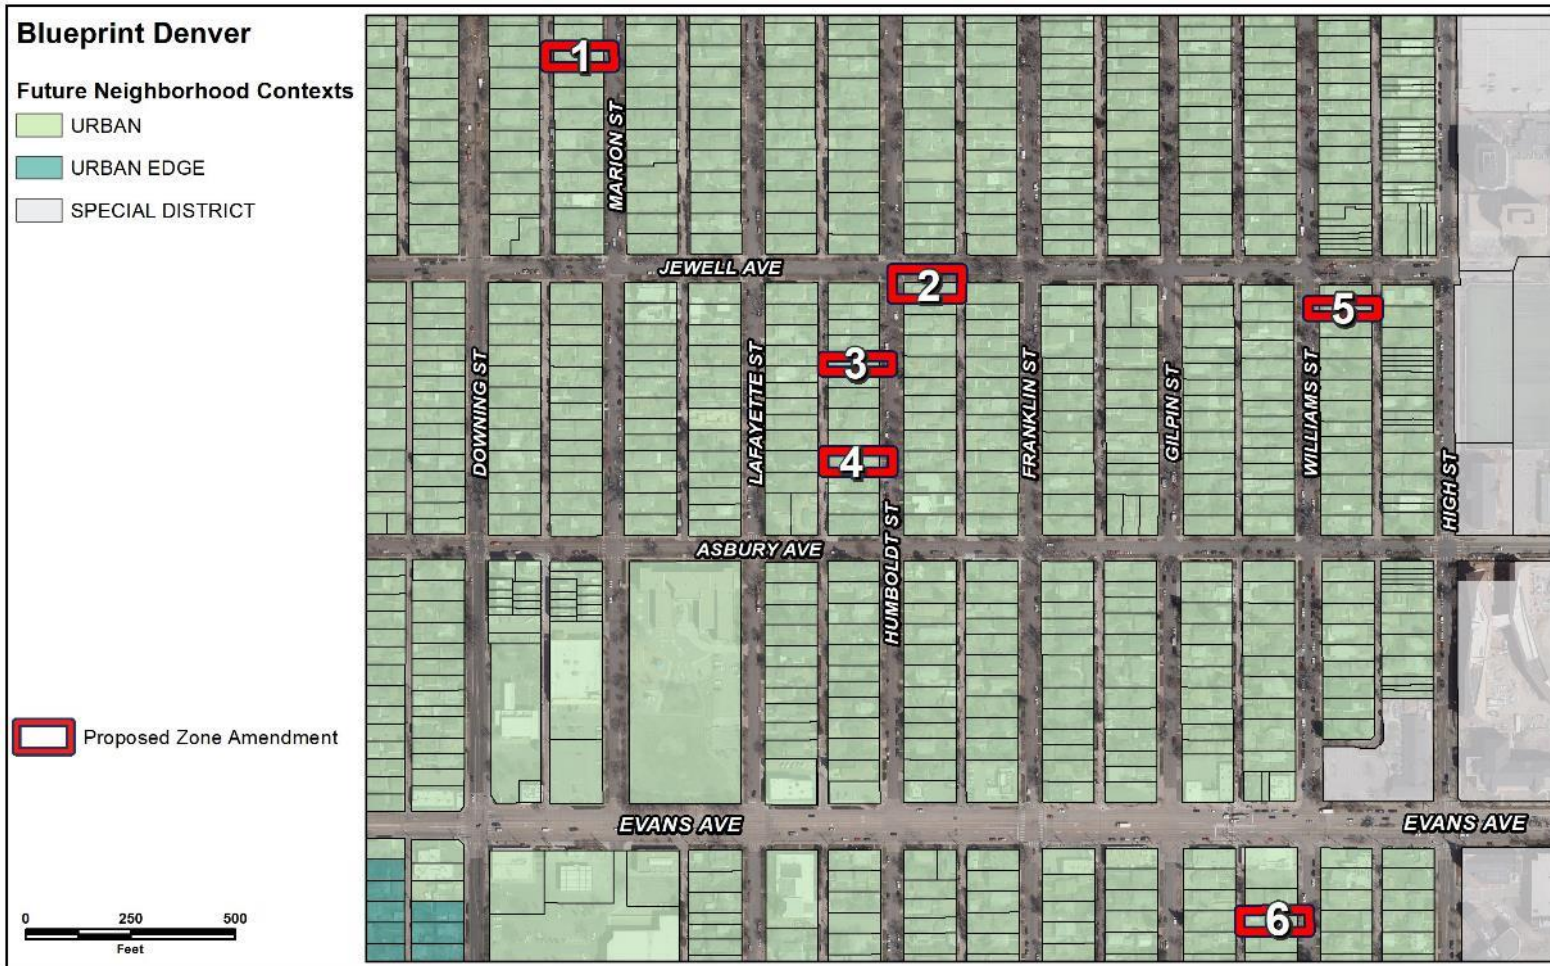 Blueprint Denver
Future Neighborhood Contexts
URBAN
URBAN EDGE
SPECIAL DISTRICT
Proposed Zone Amendment
0 250 500
Feet
1
MARION ST
JEWELL AVE
2
5
3
DOWNING ST
LAFAYETTE ST
FRANKLIN ST
GILPIN ST
WILLIAMS ST
4
HIGH ST
HUMBOLDT ST
ASBURY AVE
EVANS AVE
EVANS AVE
6